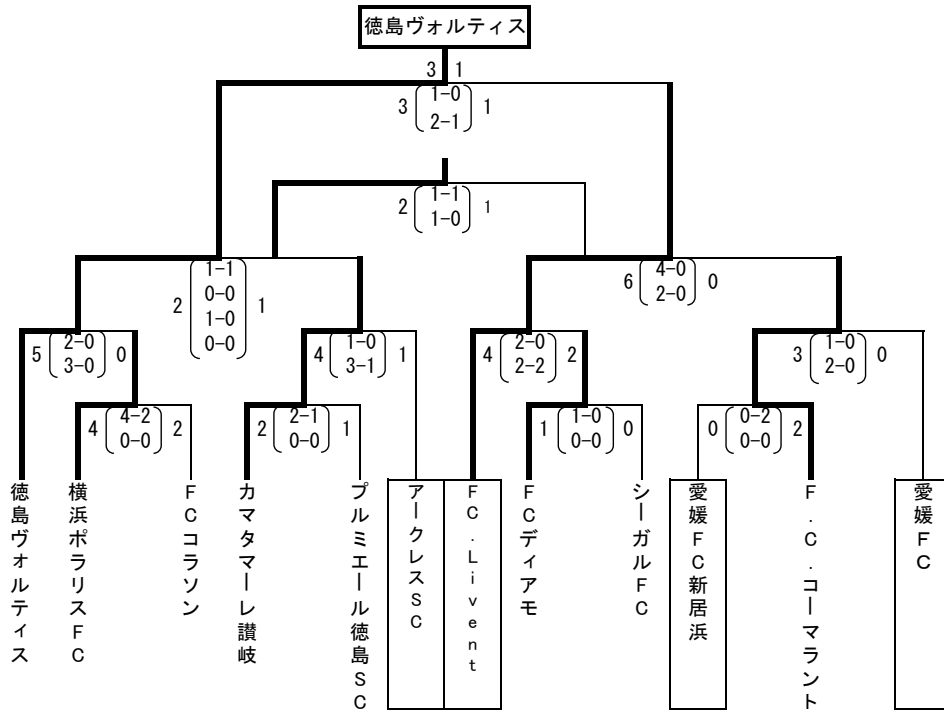 徳島ヴォルティス
3 1
3 1-0 1
2-1
2 1-1 1
1-0
2 1-1 1
0-0
1-0
0-0
6 4-0 0
2-0
5 2-0 0
3-0
4 1-0 1
3-1
4 2-0 2
2-2
3 1-0 0
2-0
4 4-2 2
0-0
2 2-1 1
0-0
1 1-0 0
0-0
0 0-2 2
0-0
徳島ヴォルティス
横浜ポラリスFC
FCコラソン
カマタマーレ讃岐
プルミエール徳島SC
アークレスSC
FC.Livent
FCディアモ
シーガルFC
愛媛FC新居浜
F.C.コーマラント
愛媛FC